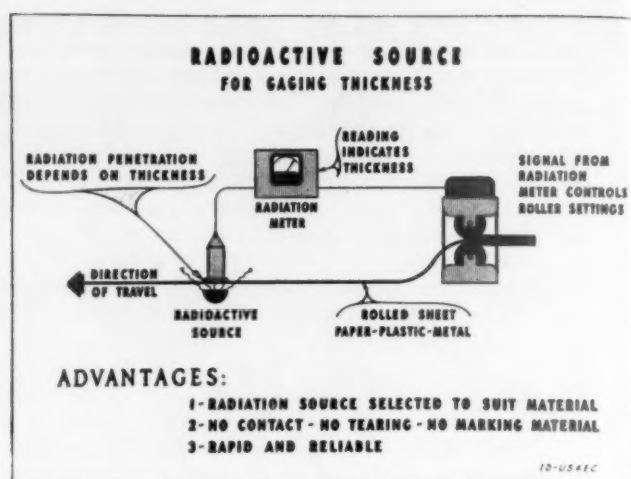 RADIOACTIVE SOURCE
FOR GAGING THICKNESS
RADIATION PENETRATION
DEPENDS ON THICKNESS
READING
INDICATES
THICKNESS
RADIATION
METER
SIGNAL FROM
RADIATION
METER CONTROLS
ROLLER SETTINGS
DIRECTION
OF TRAVEL
RADIOACTIVE
SOURCE
ROLLED SHEET
PAPER-PLASTIC-METAL
ADVANTAGES:
1-RADIATION SOURCE SELECTED TO SUIT MATERIAL
2-NO CONTACT-NO TEARING-NO MARKING MATERIAL
3-RAPID AND RELIABLE
ID-USAEC